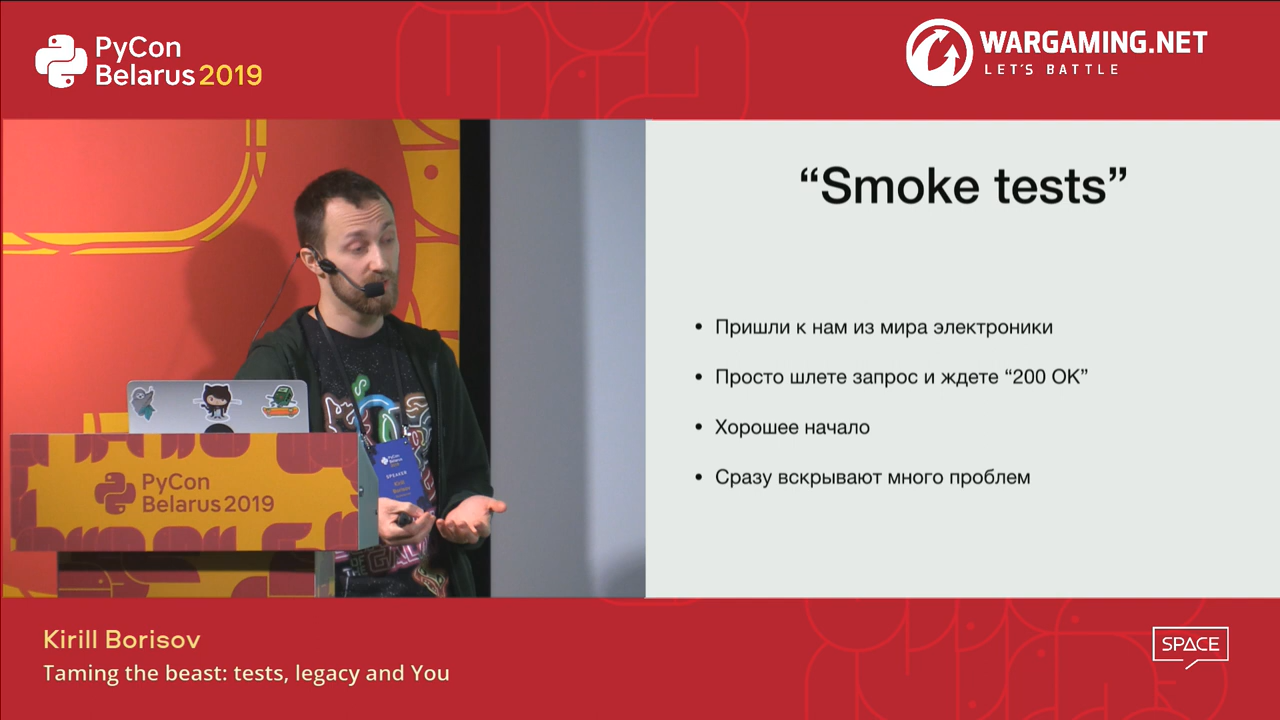 PyCon
Belarus 2019
WARGAMING.NET
LET'S BATTLE
“Smoke tests”
• Пришли к нам из мира электроники
• Просто шлете запрос и ждете “200 OK”
• Хорошее начало
• Сразу вскрывают много проблем
PyCon
Belarus 2019
SPEAKER
Kirill
Borisov
Kirill Borisov
Taming the beast: tests, legacy and You
SPACE